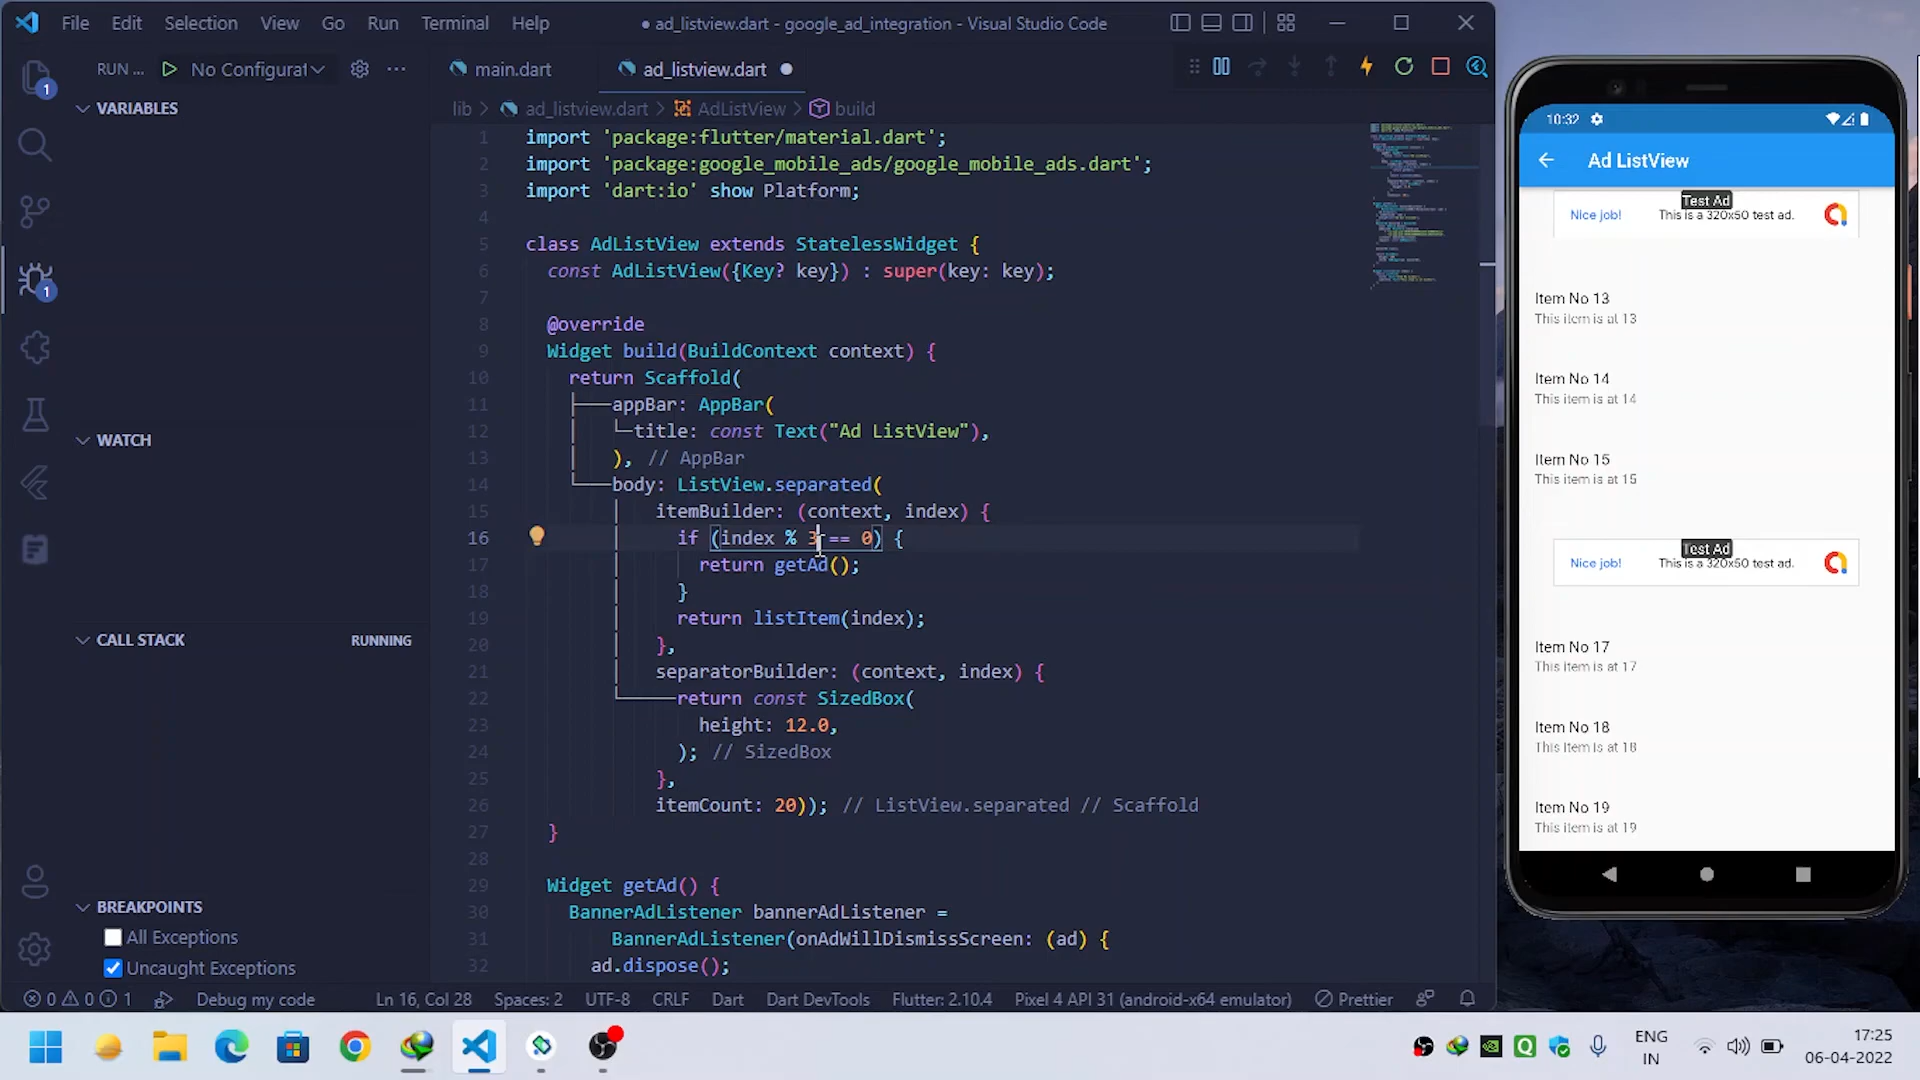 File Edit Selection View Go Run Terminal Help
● ad_listview.dart - google_ad_integration - Visual Studio Code
RUN ... No Configurat
main.dart
ad_listview.dart
lib > ad_listview.dart > AdListView > build
VARIABLES
WATCH
CALL STACK RUNNING
BREAKPOINTS
All Exceptions
Uncaught Exceptions
1
1
1 import 'package:flutter/material.dart';
2 import 'package:google_mobile_ads/google_mobile_ads.dart';
3 import 'dart:io' show Platform;
4
5 class AdListView extends StatelessWidget {
6 const AdListView({Key? key}) : super(key: key);
7
8 @override
9 Widget build(BuildContext context) {
10 return Scaffold(
11 appBar: AppBar(
12 title: const Text("Ad ListView"),
13 ), // AppBar
14 body: ListView.separated(
15 itemBuilder: (context, index) {
16 if (index % 3 == 0) {
17 return getAd();
18 }
19 return listItem(index);
20 },
21 separatorBuilder: (context, index) {
22 return const SizedBox(
23 height: 12.0,
24 ); // SizedBox
25 },
26 itemCount: 20)); // ListView.separated // Scaffold
27 }
28
29 Widget getAd() {
30 BannerAdListener bannerAdListener =
31 BannerAdListener(onAdWillDismissScreen: (ad) {
32 ad.dispose();
0 0 1 Debug my code Ln 16, Col 28 Spaces: 2 UTF-8 CRLF Dart Dart DevTools Flutter: 2.10.4 Pixel 4 API 31 (android-x64 emulator) Prettier
10:32
Ad ListView
Test Ad
Nice job! This is a 320x50 test ad.
Item No 13
This item is at 13
Item No 14
This item is at 14
Item No 15
This item is at 15
Test Ad
Nice job! This is a 320x50 test ad.
Item No 17
This item is at 17
Item No 18
This item is at 18
Item No 19
This item is at 19
ENG
IN
17:25
06-04-2022